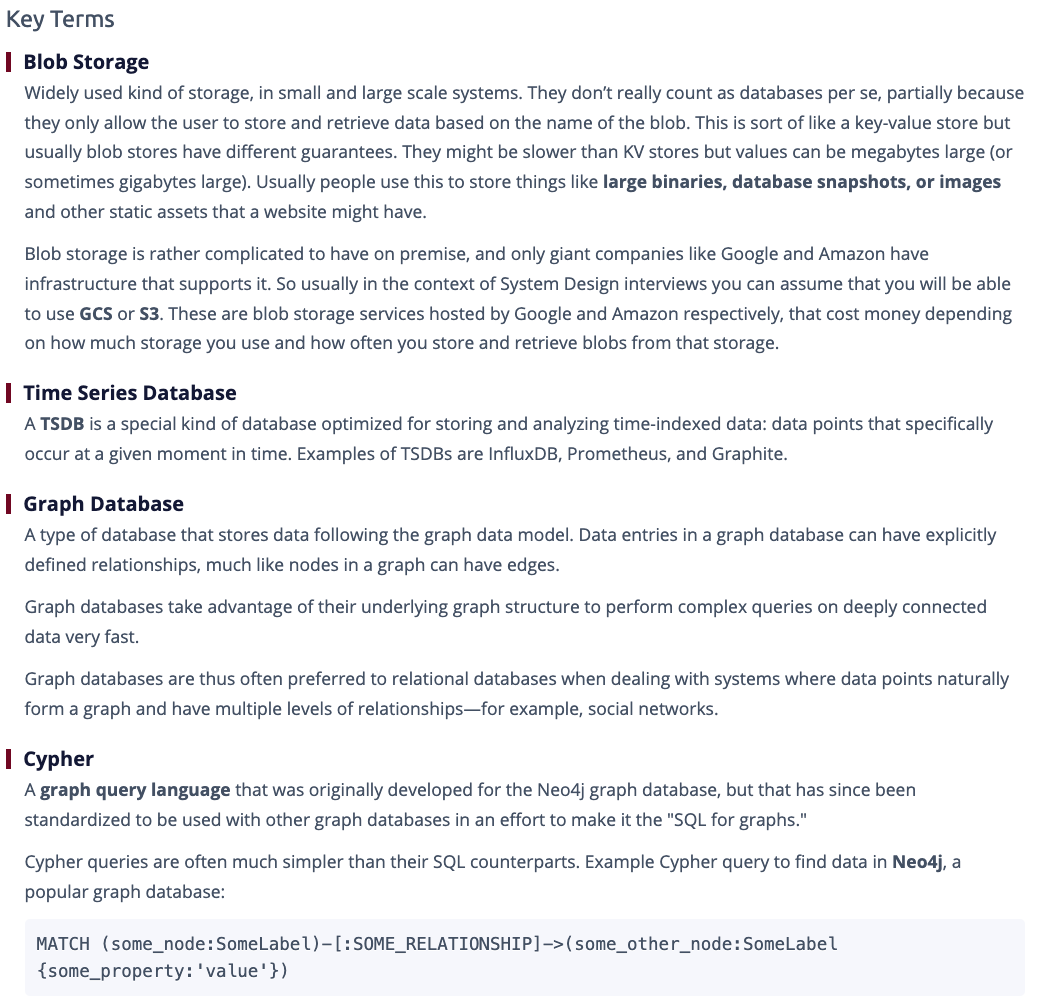 Key Terms
Blob Storage
Widely used kind of storage, in small and large scale systems. They don’t really count as databases per se, partially because
they only allow the user to store and retrieve data based on the name of the blob. This is sort of like a key-value store but
usually blob stores have different guarantees. They might be slower than KV stores but values can be megabytes large (or
sometimes gigabytes large). Usually people use this to store things like large binaries, database snapshots, or images
and other static assets that a website might have.
Blob storage is rather complicated to have on premise, and only giant companies like Google and Amazon have
infrastructure that supports it. So usually in the context of System Design interviews you can assume that you will be able
to use GCS or S3. These are blob storage services hosted by Google and Amazon respectively, that cost money depending
on how much storage you use and how often you store and retrieve blobs from that storage.
Time Series Database
A TSDB is a special kind of database optimized for storing and analyzing time-indexed data: data points that specifically
occur at a given moment in time. Examples of TSDBs are InfluxDB, Prometheus, and Graphite.
Graph Database
A type of database that stores data following the graph data model. Data entries in a graph database can have explicitly
defined relationships, much like nodes in a graph can have edges.
Graph databases take advantage of their underlying graph structure to perform complex queries on deeply connected
data very fast.
Graph databases are thus often preferred to relational databases when dealing with systems where data points naturally
form a graph and have multiple levels of relationships—for example, social networks.
Cypher
A graph query language that was originally developed for the Neo4j graph database, but that has since been
standardized to be used with other graph databases in an effort to make it the "SQL for graphs."
Cypher queries are often much simpler than their SQL counterparts. Example Cypher query to find data in Neo4j, a
popular graph database:
MATCH (some_node:SomeLabel)-[:SOME_RELATIONSHIP]->(some_other_node:SomeLabel
{some_property:'value'})